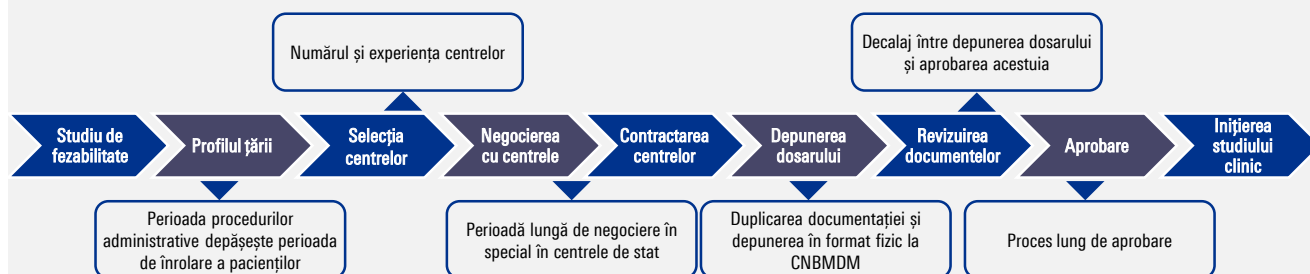 Numărul și experiența centrelor
Decalaj între depunerea dosarului
și aprobarea acestuia
Studiu de
fezabilitate
Profilul țării
Selecția
centrelor
Negocierea
cu centrele
Contractarea
centrelor
Depunerea
dosarului
Revizuirea
documentelor
Aprobare
Inițierea
studiului
clinic
Perioada procedurilor
administrative depășește perioada
de înrolare a pacienților
Perioadă lungă de negociere în
special în centrele de stat
Duplicarea documentației și
depunerea în format fizic la
CNBMDM
Proces lung de aprobare